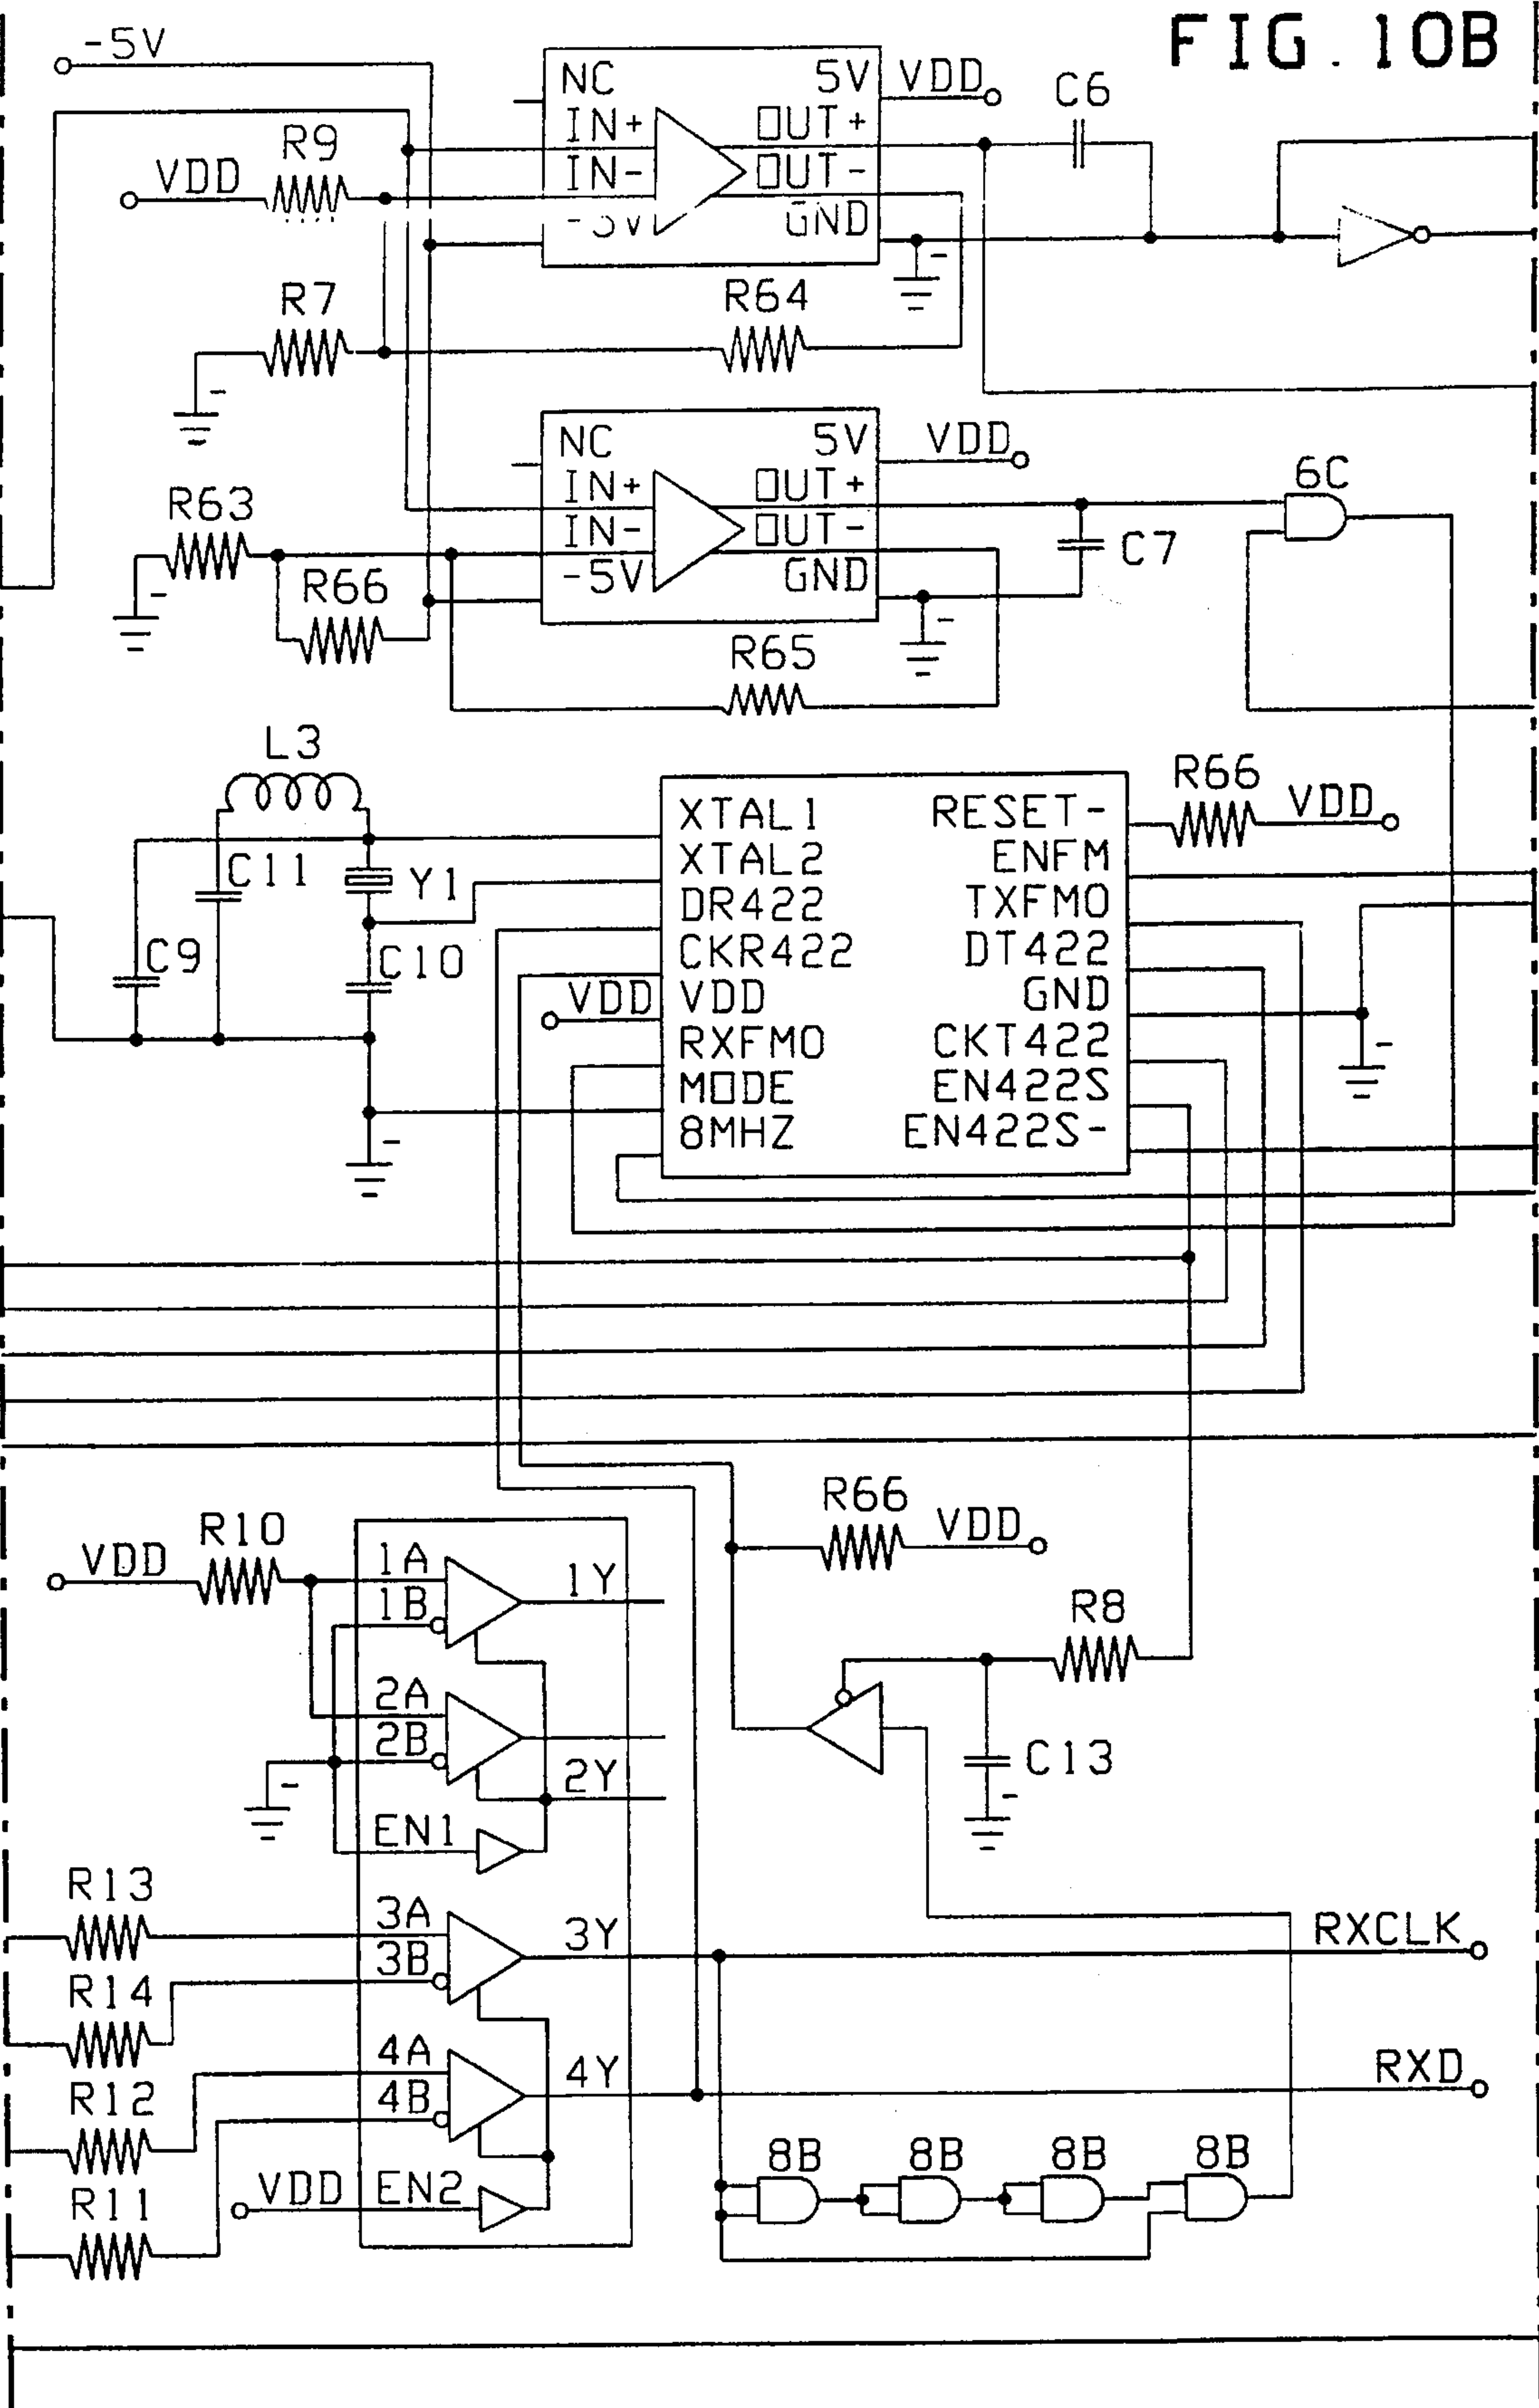 FIG. 10B
-5V
NC
5V
VDD
C6
IN+
OUT+
R9
VDD
IN-
OUT-
-5V
GND
R7
R64
NC
5V
VDD
IN+
OUT+
6C
R63
IN-
OUT-
C7
-5V
GND
R66
R65
L3
XTAL1
RESET-
R66
VDD
XTAL2
ENFM
C11
Y1
DR422
TXFMO
C9
C10
CKR422
DT422
VDD
VDD
GND
RXFMO
CKT422
MODE
EN422S
8MHZ
EN422S-
R66
VDD
R10
VDD
1A
1Y
1B
R8
2A
2B
2Y
C13
EN1
R13
3A
3Y
RXCLK
3B
R14
4A
4Y
RXD
4B
R12
8B
8B
8B
8B
VDD
EN2
R11